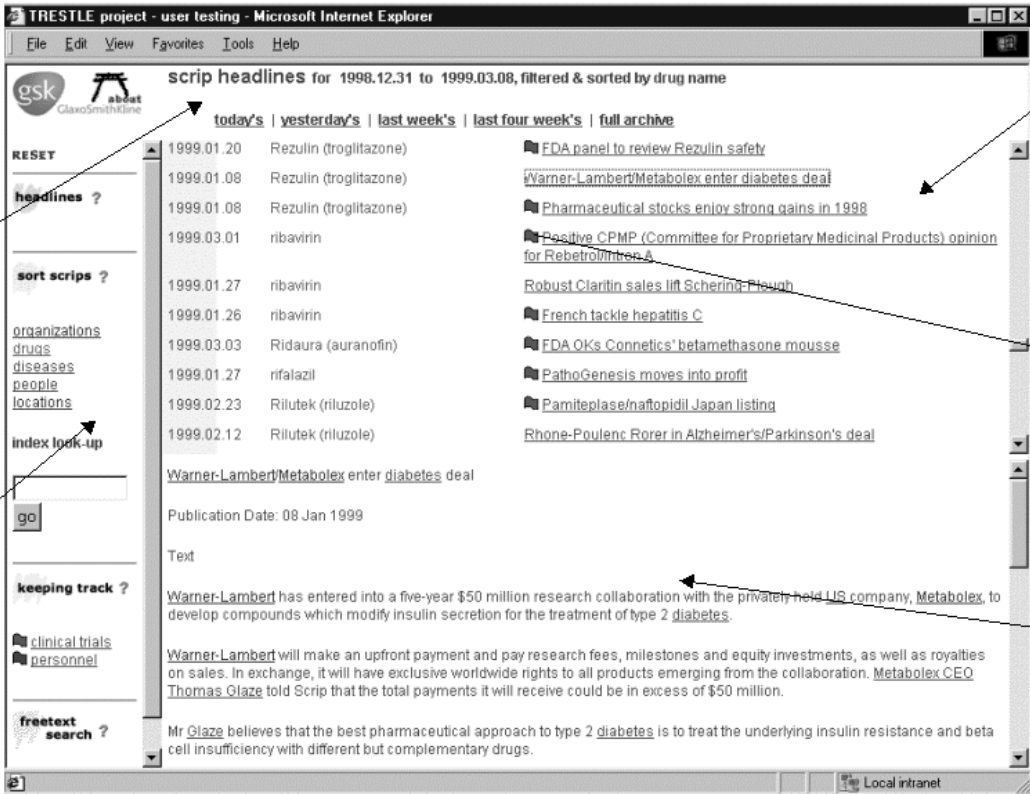 TRESTLE project - user testing - Microsoft Internet Explorer
File Edit View Favorites Tools Help
gsk
GlaxoSmithKline
about
scrip headlines for 1998.12.31 to 1999.03.08, filtered & sorted by drug name
today's | yesterday's | last week's | last four week's | full archive
RESET
headlines ?
sort scrips ?
organizations
drugs
diseases
people
locations
index look-up
go
keeping track ?
clinical trials
personnel
freetext
search ?
1999.01.20 Rezulin (troglitazone) FDA panel to review Rezulin safety
1999.01.08 Rezulin (troglitazone) Warner-Lambert/Metabolex enter diabetes deal
1999.01.08 Rezulin (troglitazone) Pharmaceutical stocks enjoy strong gains in 1998
1999.03.01 ribavirin Positive CPMP (Committee for Proprietary Medicinal Products) opinion
for Rebetrol/Intron A
1999.01.27 ribavirin Robust Claritin sales lift Schering-Plough
1999.01.26 ribavirin French tackle hepatitis C
1999.03.03 Ridaura (auranofin) FDA OKs Connetics' betamethasone mousse
1999.01.27 rifalazil PathoGenesis moves into profit
1999.02.23 Rilutek (riluzole) Pamiteplase/naftopidil Japan listing
1999.02.12 Rilutek (riluzole) Rhone-Poulenc Rorer in Alzheimer's/Parkinson's deal
Warner-Lambert/Metabolex enter diabetes deal
Publication Date: 08 Jan 1999
Text
Warner-Lambert has entered into a five-year $50 million research collaboration with the privately held US company, Metabolex, to
develop compounds which modify insulin secretion for the treatment of type 2 diabetes.
Warner-Lambert will make an upfront payment and pay research fees, milestones and equity investments, as well as royalties
on sales. In exchange, it will have exclusive worldwide rights to all products emerging from the collaboration. Metabolex CEO
Thomas Glaze told Scrip that the total payments it will receive could be in excess of $50 million.
Mr Glaze believes that the best pharmaceutical approach to type 2 diabetes is to treat the underlying insulin resistance and beta
cell insufficiency with different but complementary drugs.
Local intranet